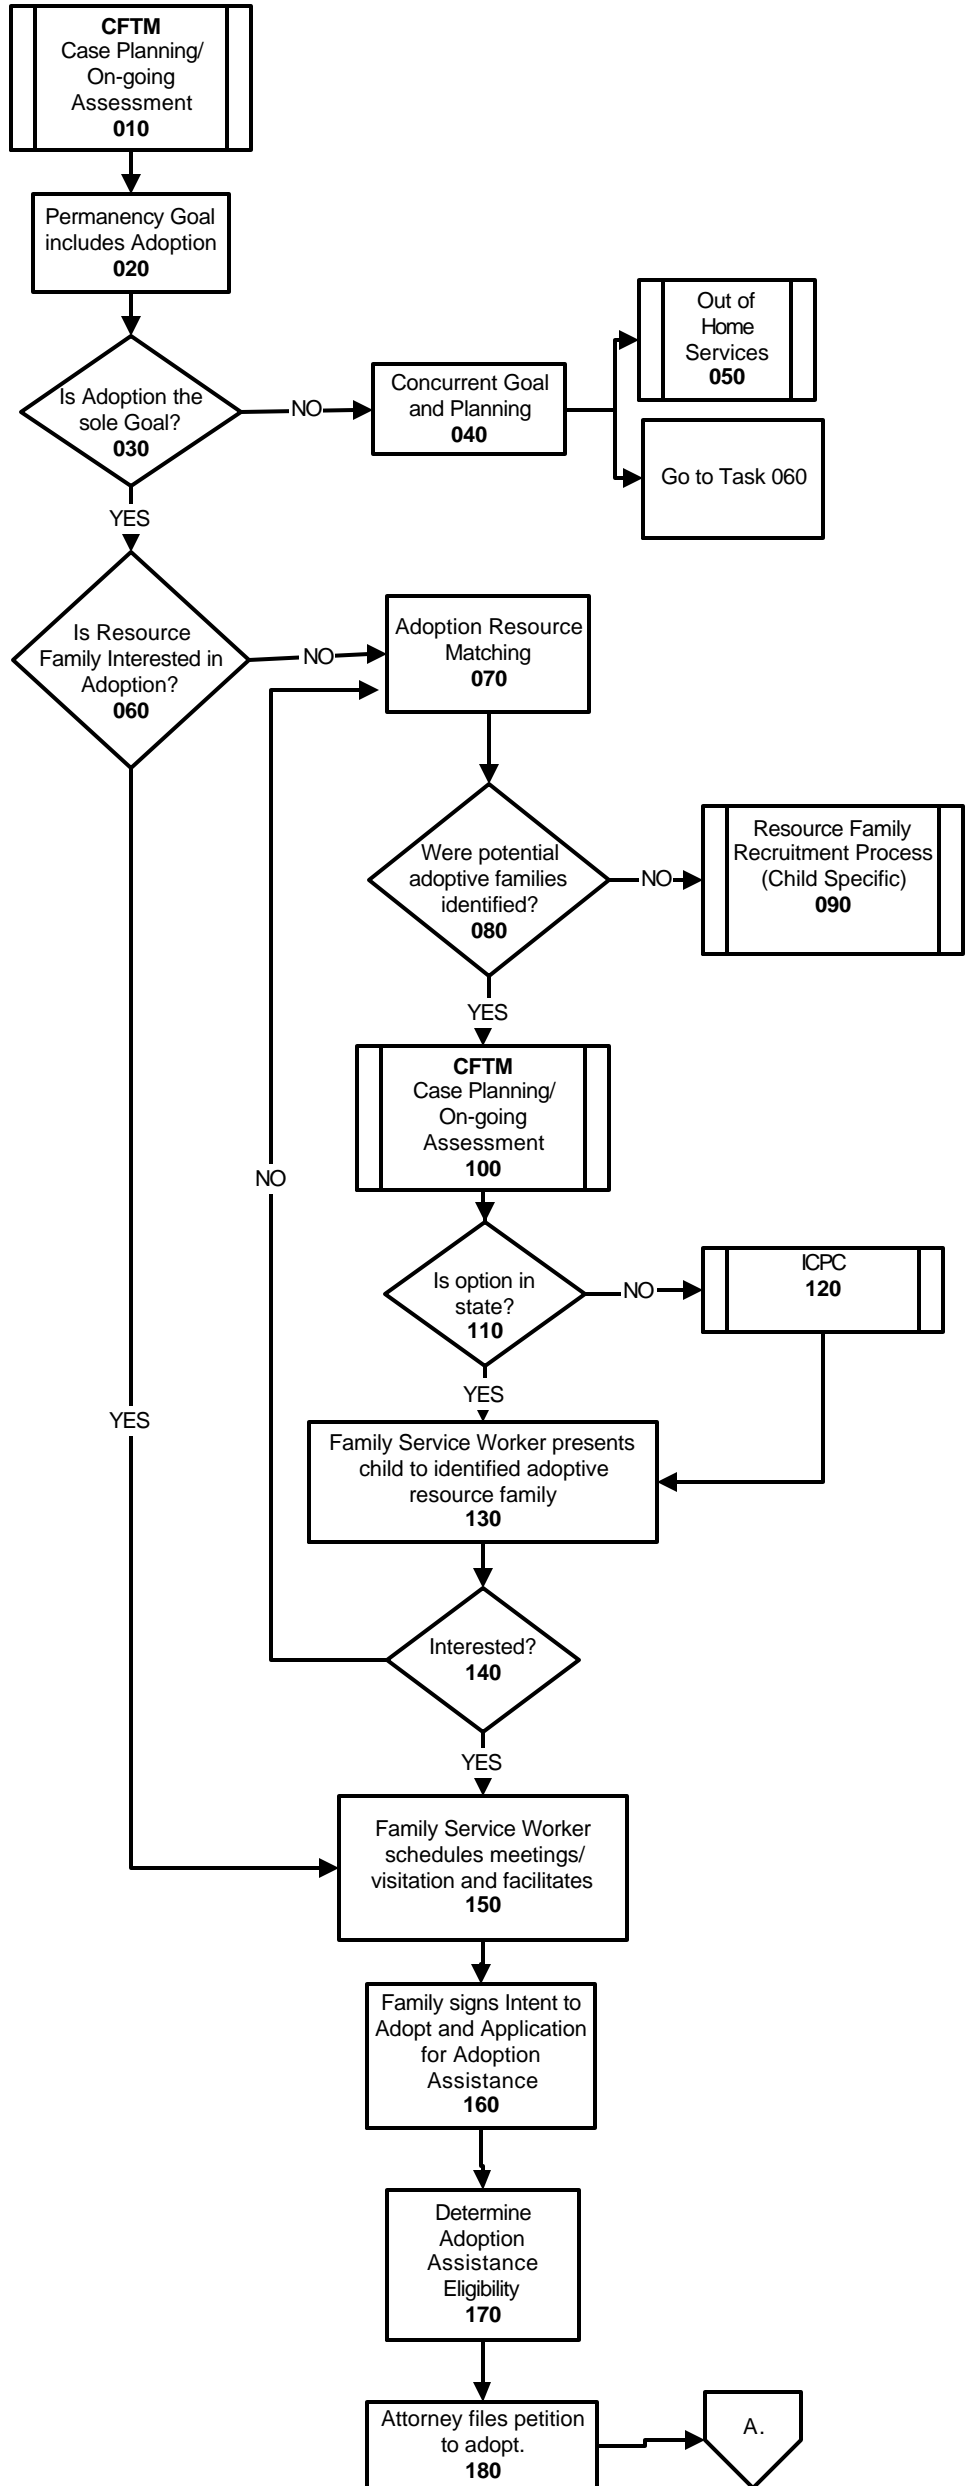 CFTM
Case Planning/
On-going
Assessment
010
Permanency Goal
includes Adoption
020
Is Adoption the
sole Goal?
030
NO
Concurrent Goal
and Planning
040
Out of
Home
Services
050
Go to Task 060
YES
Is Resource
Family Interested in
Adoption?
060
NO
Adoption Resource
Matching
070
Were potential
adoptive families
identified?
080
NO
Resource Family
Recruitment Process
(Child Specific)
090
YES
CFTM
Case Planning/
On-going
Assessment
100
NO
Is option in
state?
110
NO
ICPC
120
YES
YES
Family Service Worker presents
child to identified adoptive
resource family
130
Interested?
140
YES
Family Service Worker
schedules meetings/
visitation and facilitates
150
Family signs Intent to
Adopt and Application
for Adoption
Assistance
160
Determine
Adoption
Assistance
Eligibility
170
Attorney files petition
to adopt.
180
A.